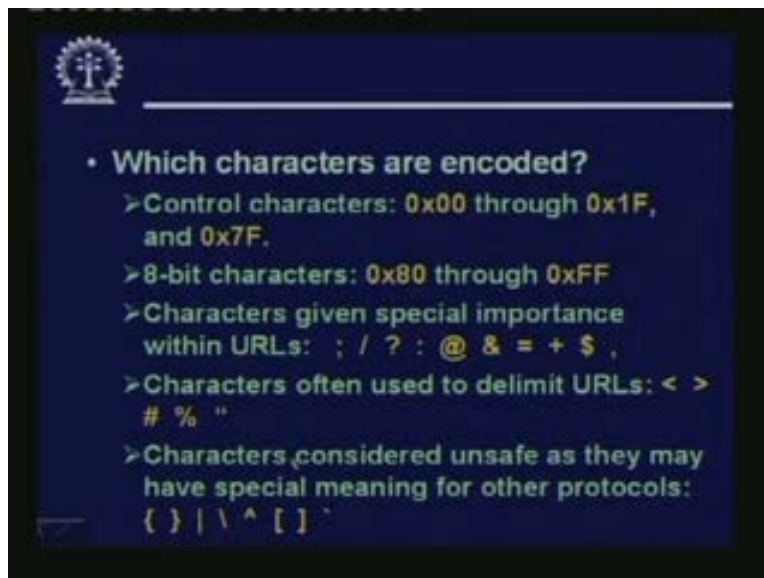 • Which characters are encoded?
➢Control characters: 0x00 through 0x1F,
and 0x7F.
➢8-bit characters: 0x80 through 0xFF
➢Characters given special importance
within URLs: ; / ? : @ & = + $ ,
➢Characters often used to delimit URLs: < >
# % "
➢Characters considered unsafe as they may
have special meaning for other protocols:
{ } | \ ^ [ ] `